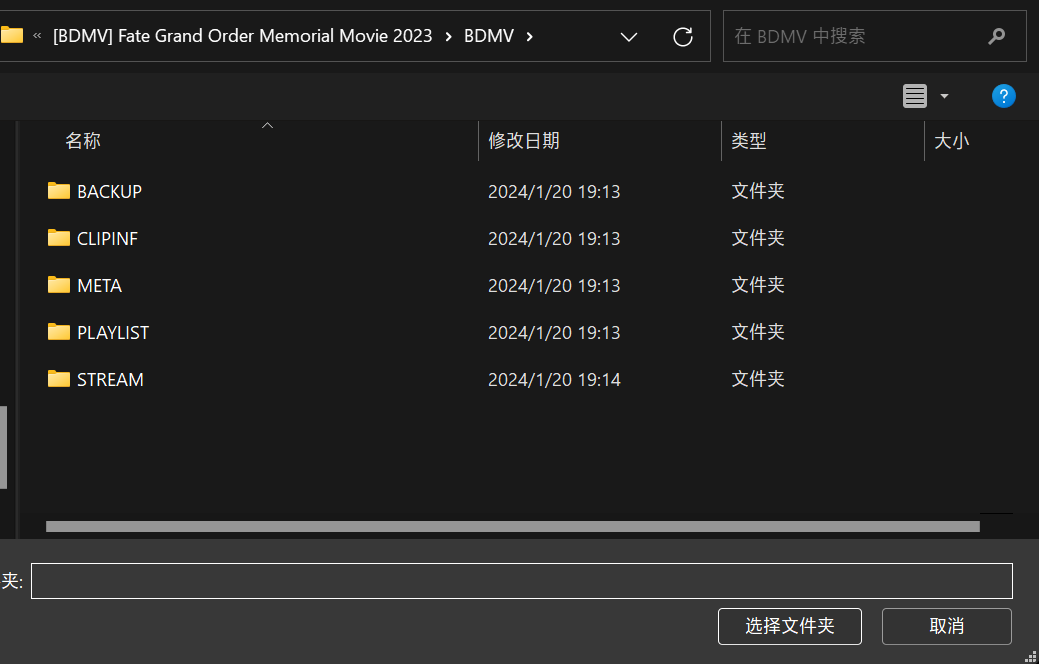 « [BDMV] Fate Grand Order Memorial Movie 2023 › BDMV ›
在 BDMV 中搜索
?
名称 修改日期 类型 大小
BACKUP 2024/1/20 19:13 文件夹
CLIPINF 2024/1/20 19:13 文件夹
META 2024/1/20 19:13 文件夹
PLAYLIST 2024/1/20 19:13 文件夹
STREAM 2024/1/20 19:14 文件夹
夹:
选择文件夹 取消